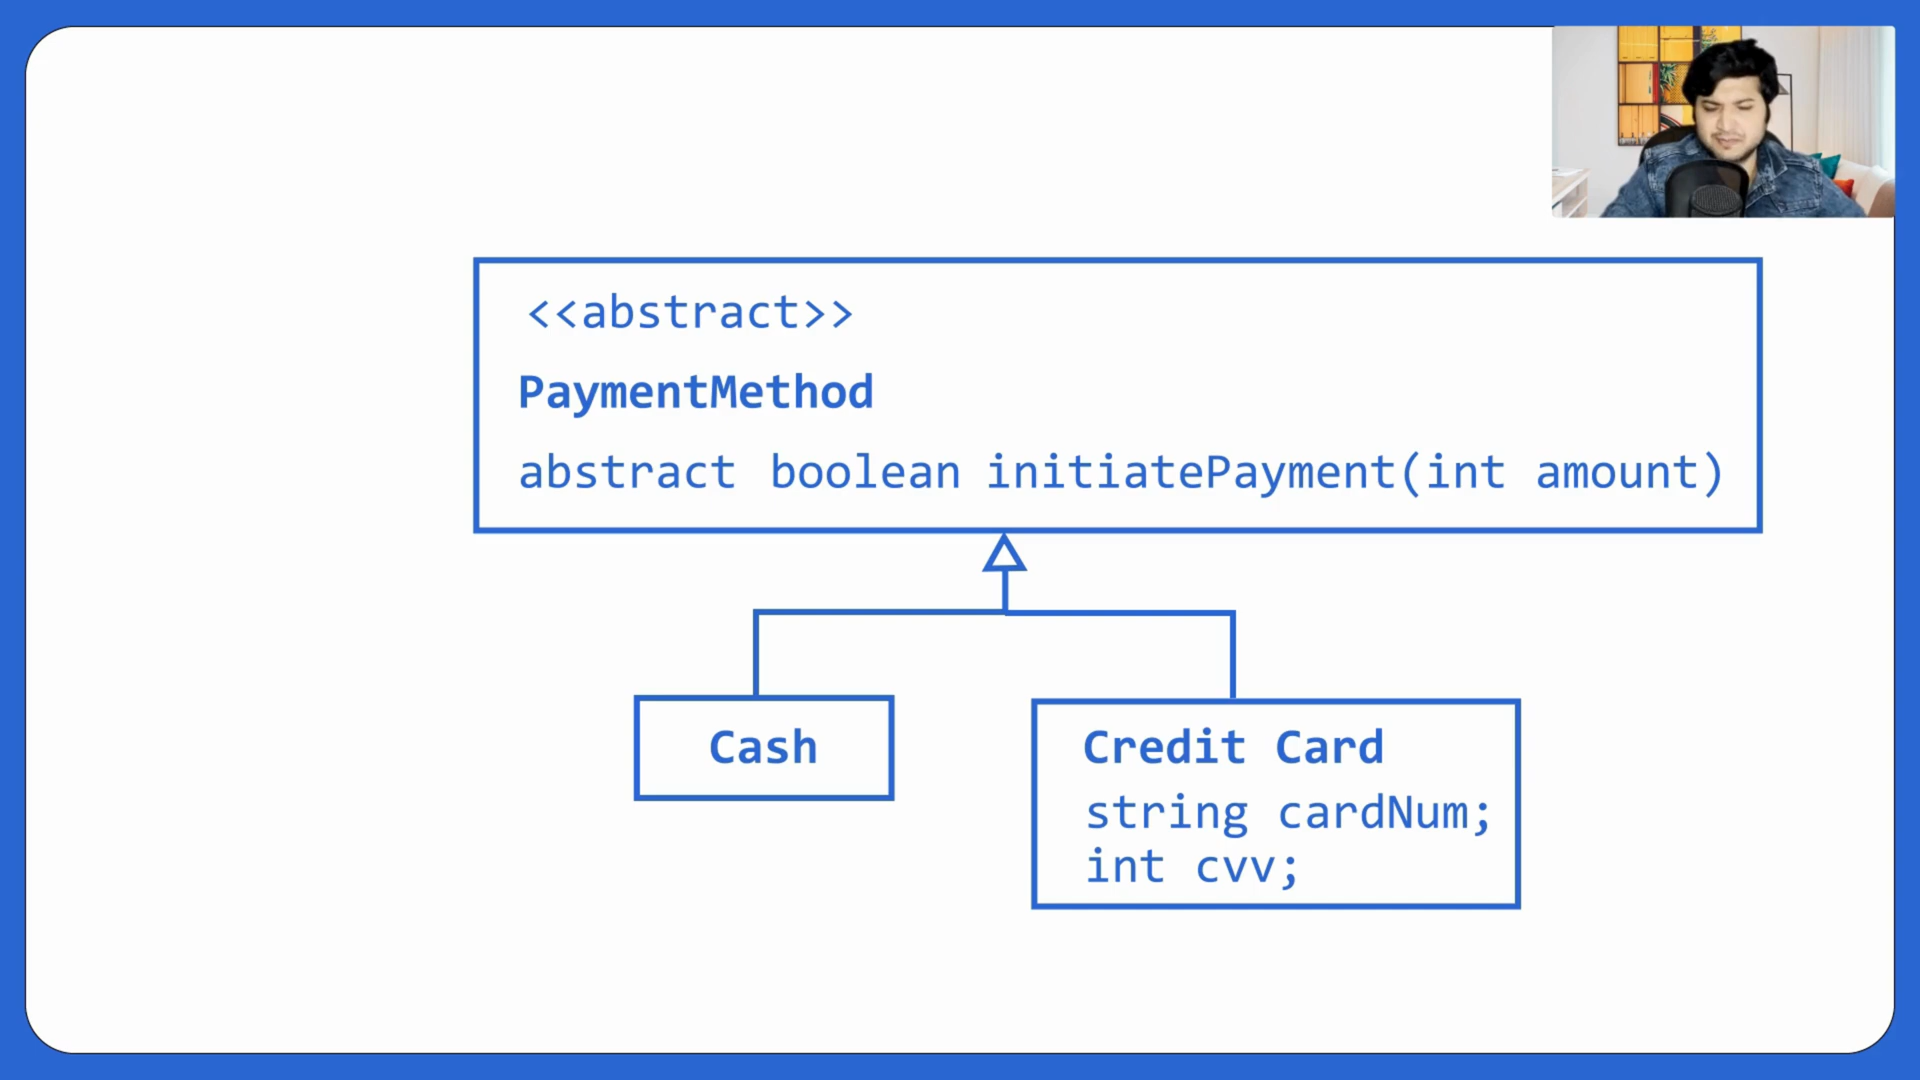 <<abstract>>
PaymentMethod
abstract boolean initiatePayment(int amount)
Cash
Credit Card
string cardNum;
int cvv;